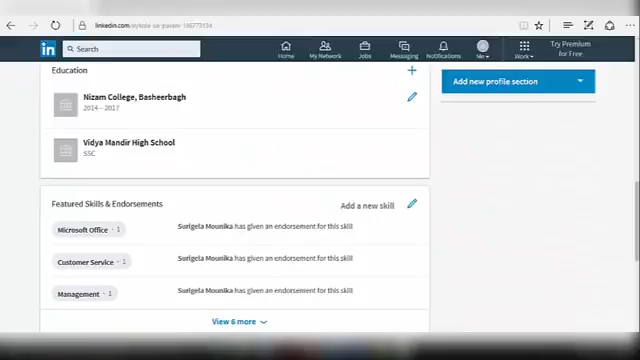 in
Search
Home
My Network
Jobs
Messaging
Notifications
Me
Work
Try Premium
for Free
Education
Add new profile section
Nizam College, Basheerbagh
2014 – 2017
Vidya Mandir High School
SSC
Featured Skills & Endorsements
Add a new skill
Microsoft Office · 1
Surigela Mounika has given an endorsement for this skill
Customer Service · 1
Surigela Mounika has given an endorsement for this skill
Management · 1
Surigela Mounika has given an endorsement for this skill
View 6 more